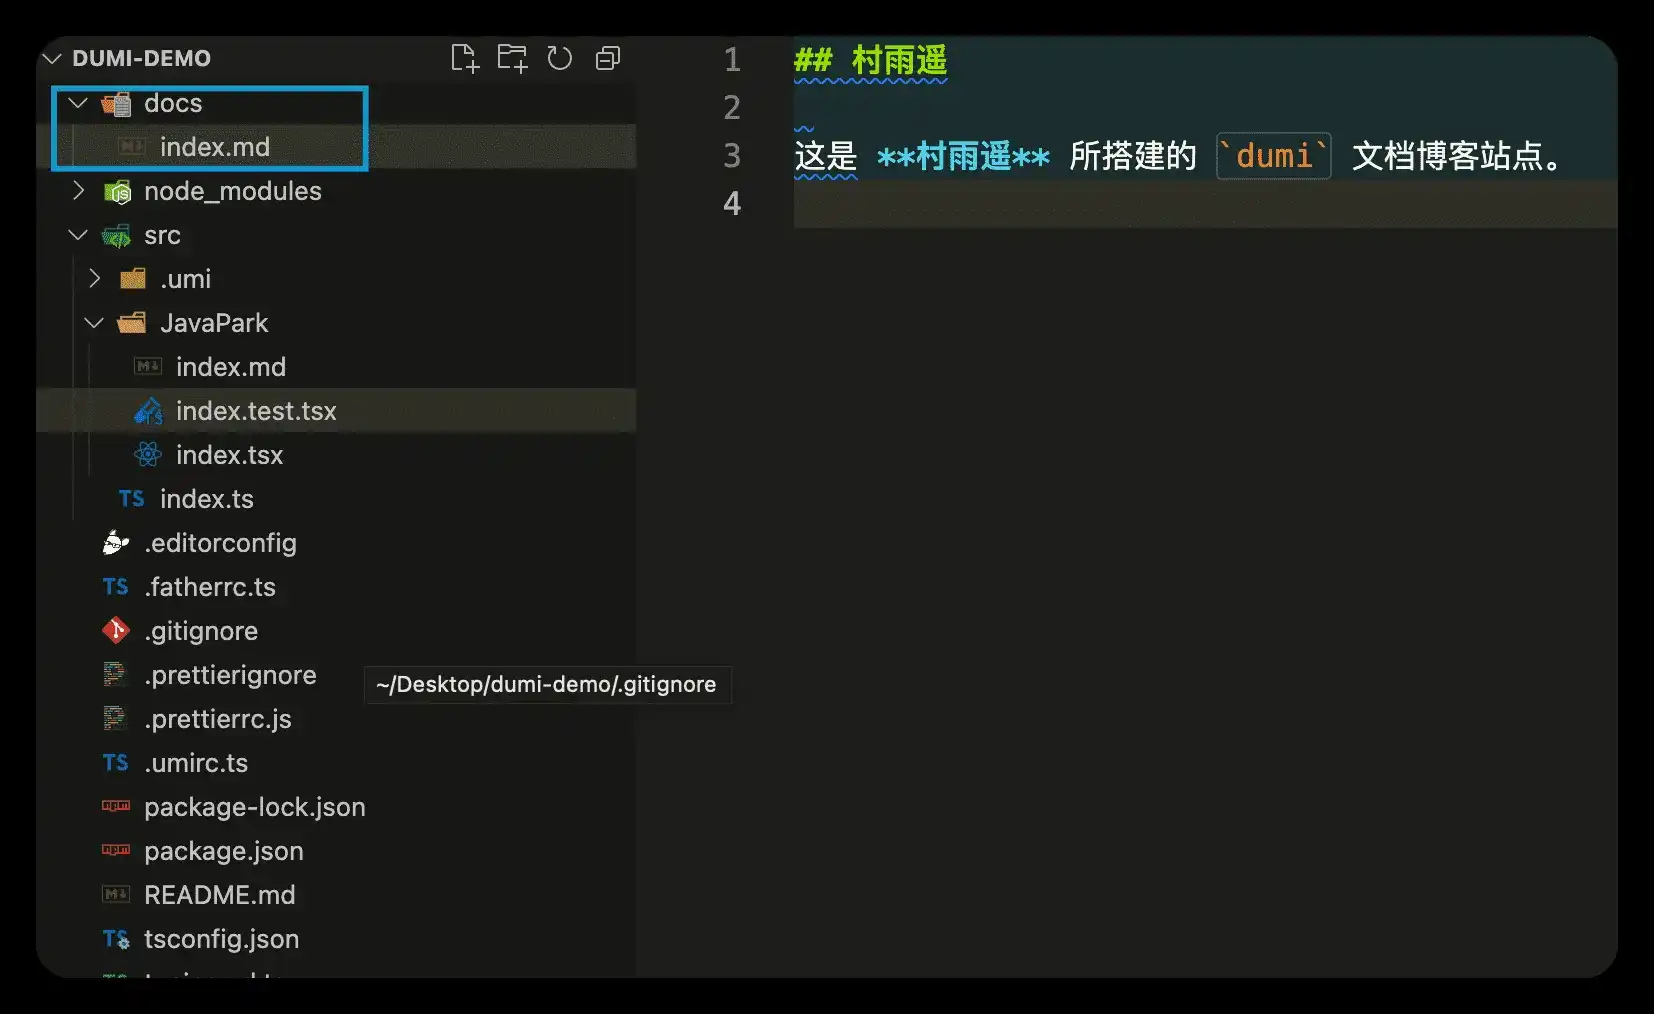 DUMI-DEMO
docs
index.md
node_modules
src
.umi
JavaPark
index.md
index.test.tsx
index.tsx
TS index.ts
.editorconfig
TS .fatherrc.ts
.gitignore
.prettierignore
~/Desktop/dumi-demo/.gitignore
.prettierrc.js
TS .umirc.ts
package-lock.json
package.json
README.md
TS tsconfig.json
1 ## 村雨遥
2
3 这是 **村雨遥** 所搭建的 `dumi` 文档博客站点。
4